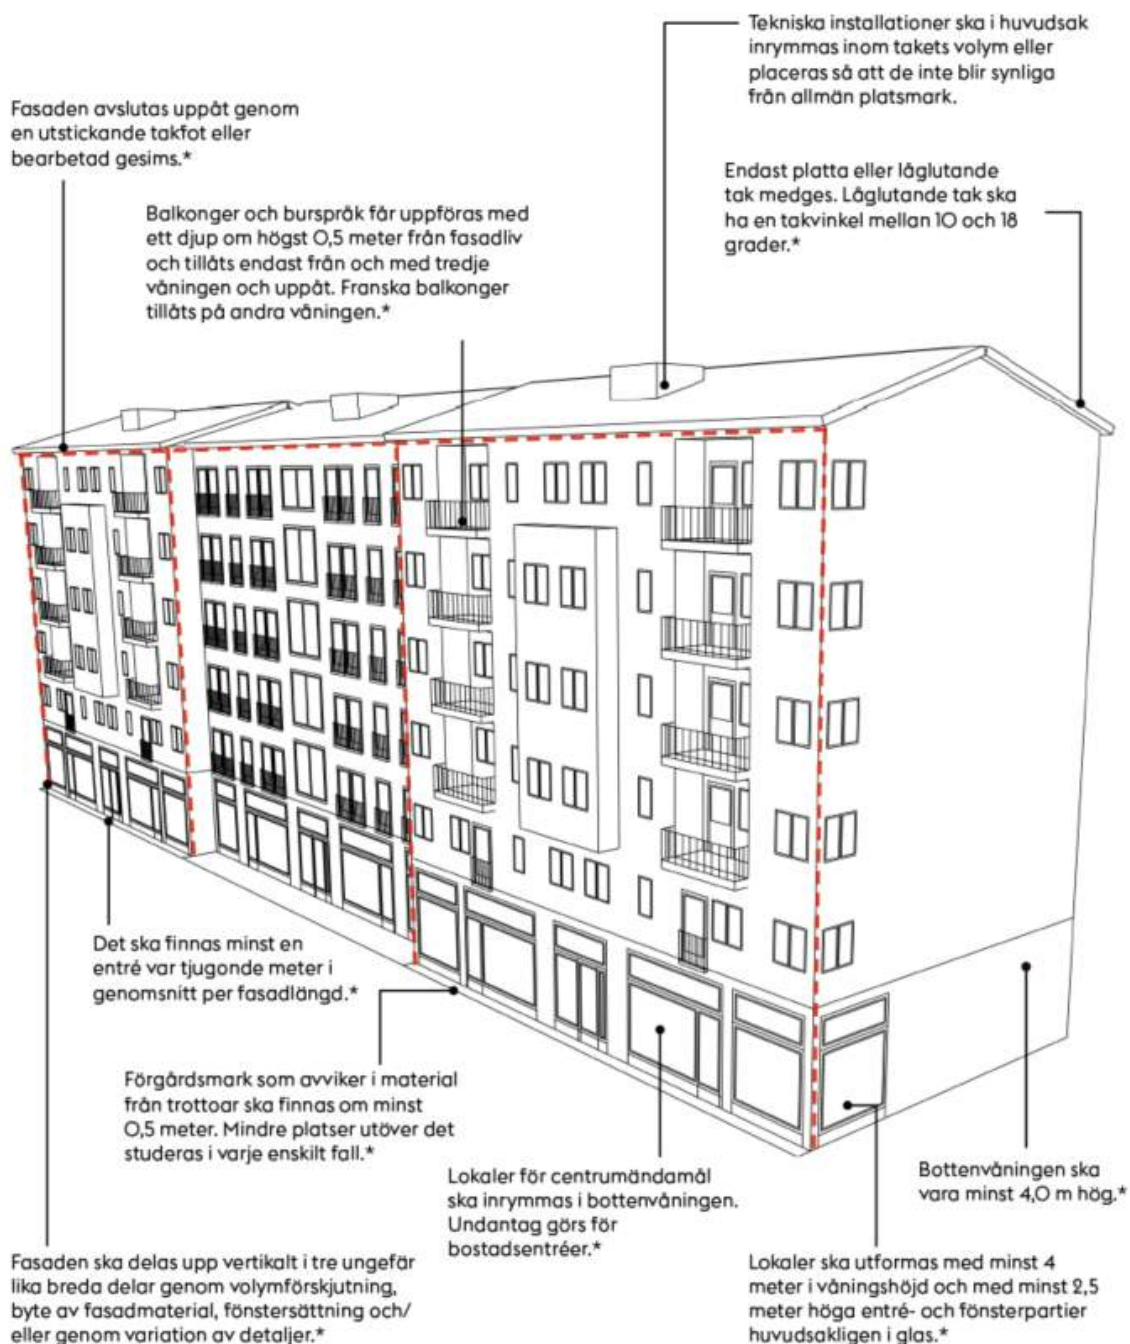 Tekniska installationer ska i huvudsak
inrymmas inom takets volym eller
placeras så att de inte blir synliga
från allmän platsmark.
Fasaden avslutas uppåt genom
en utstickande takfot eller
bearbetad gesims.*
Endast platta eller låglutande
tak medges. Låglutande tak ska
ha en takvinkel mellan 10 och 18
grader.*
Balkonger och burspråk får uppföras med
ett djup om högst 0,5 meter från fasadliv
och tillåts endast från och med tredje
våningen och uppåt. Franska balkonger
tillåts på andra våningen.*
Det ska finnas minst en
entré var tjugonde meter i
genomsnitt per fasadlängd.*
Förgårdsmark som avviker i material
från trottoar ska finnas om minst
0,5 meter. Mindre platser utöver det
studeras i varje enskilt fall.*
Lokaler för centrumändamål
ska inrymmas i bottenvåningen.
Undantag görs för
bostadsentréer.*
Bottenvåningen ska
vara minst 4,0 m hög.*
Fasaden ska delas upp vertikalt i tre ungefär
lika breda delar genom volymförskjutning,
byte av fasadmaterial, fönstersättning och/
eller genom variation av detaljer.*
Lokaler ska utformas med minst 4
meter i våningshöjd och med minst 2,5
meter höga entré- och fönsterpartier
huvudsakligen i glas.*